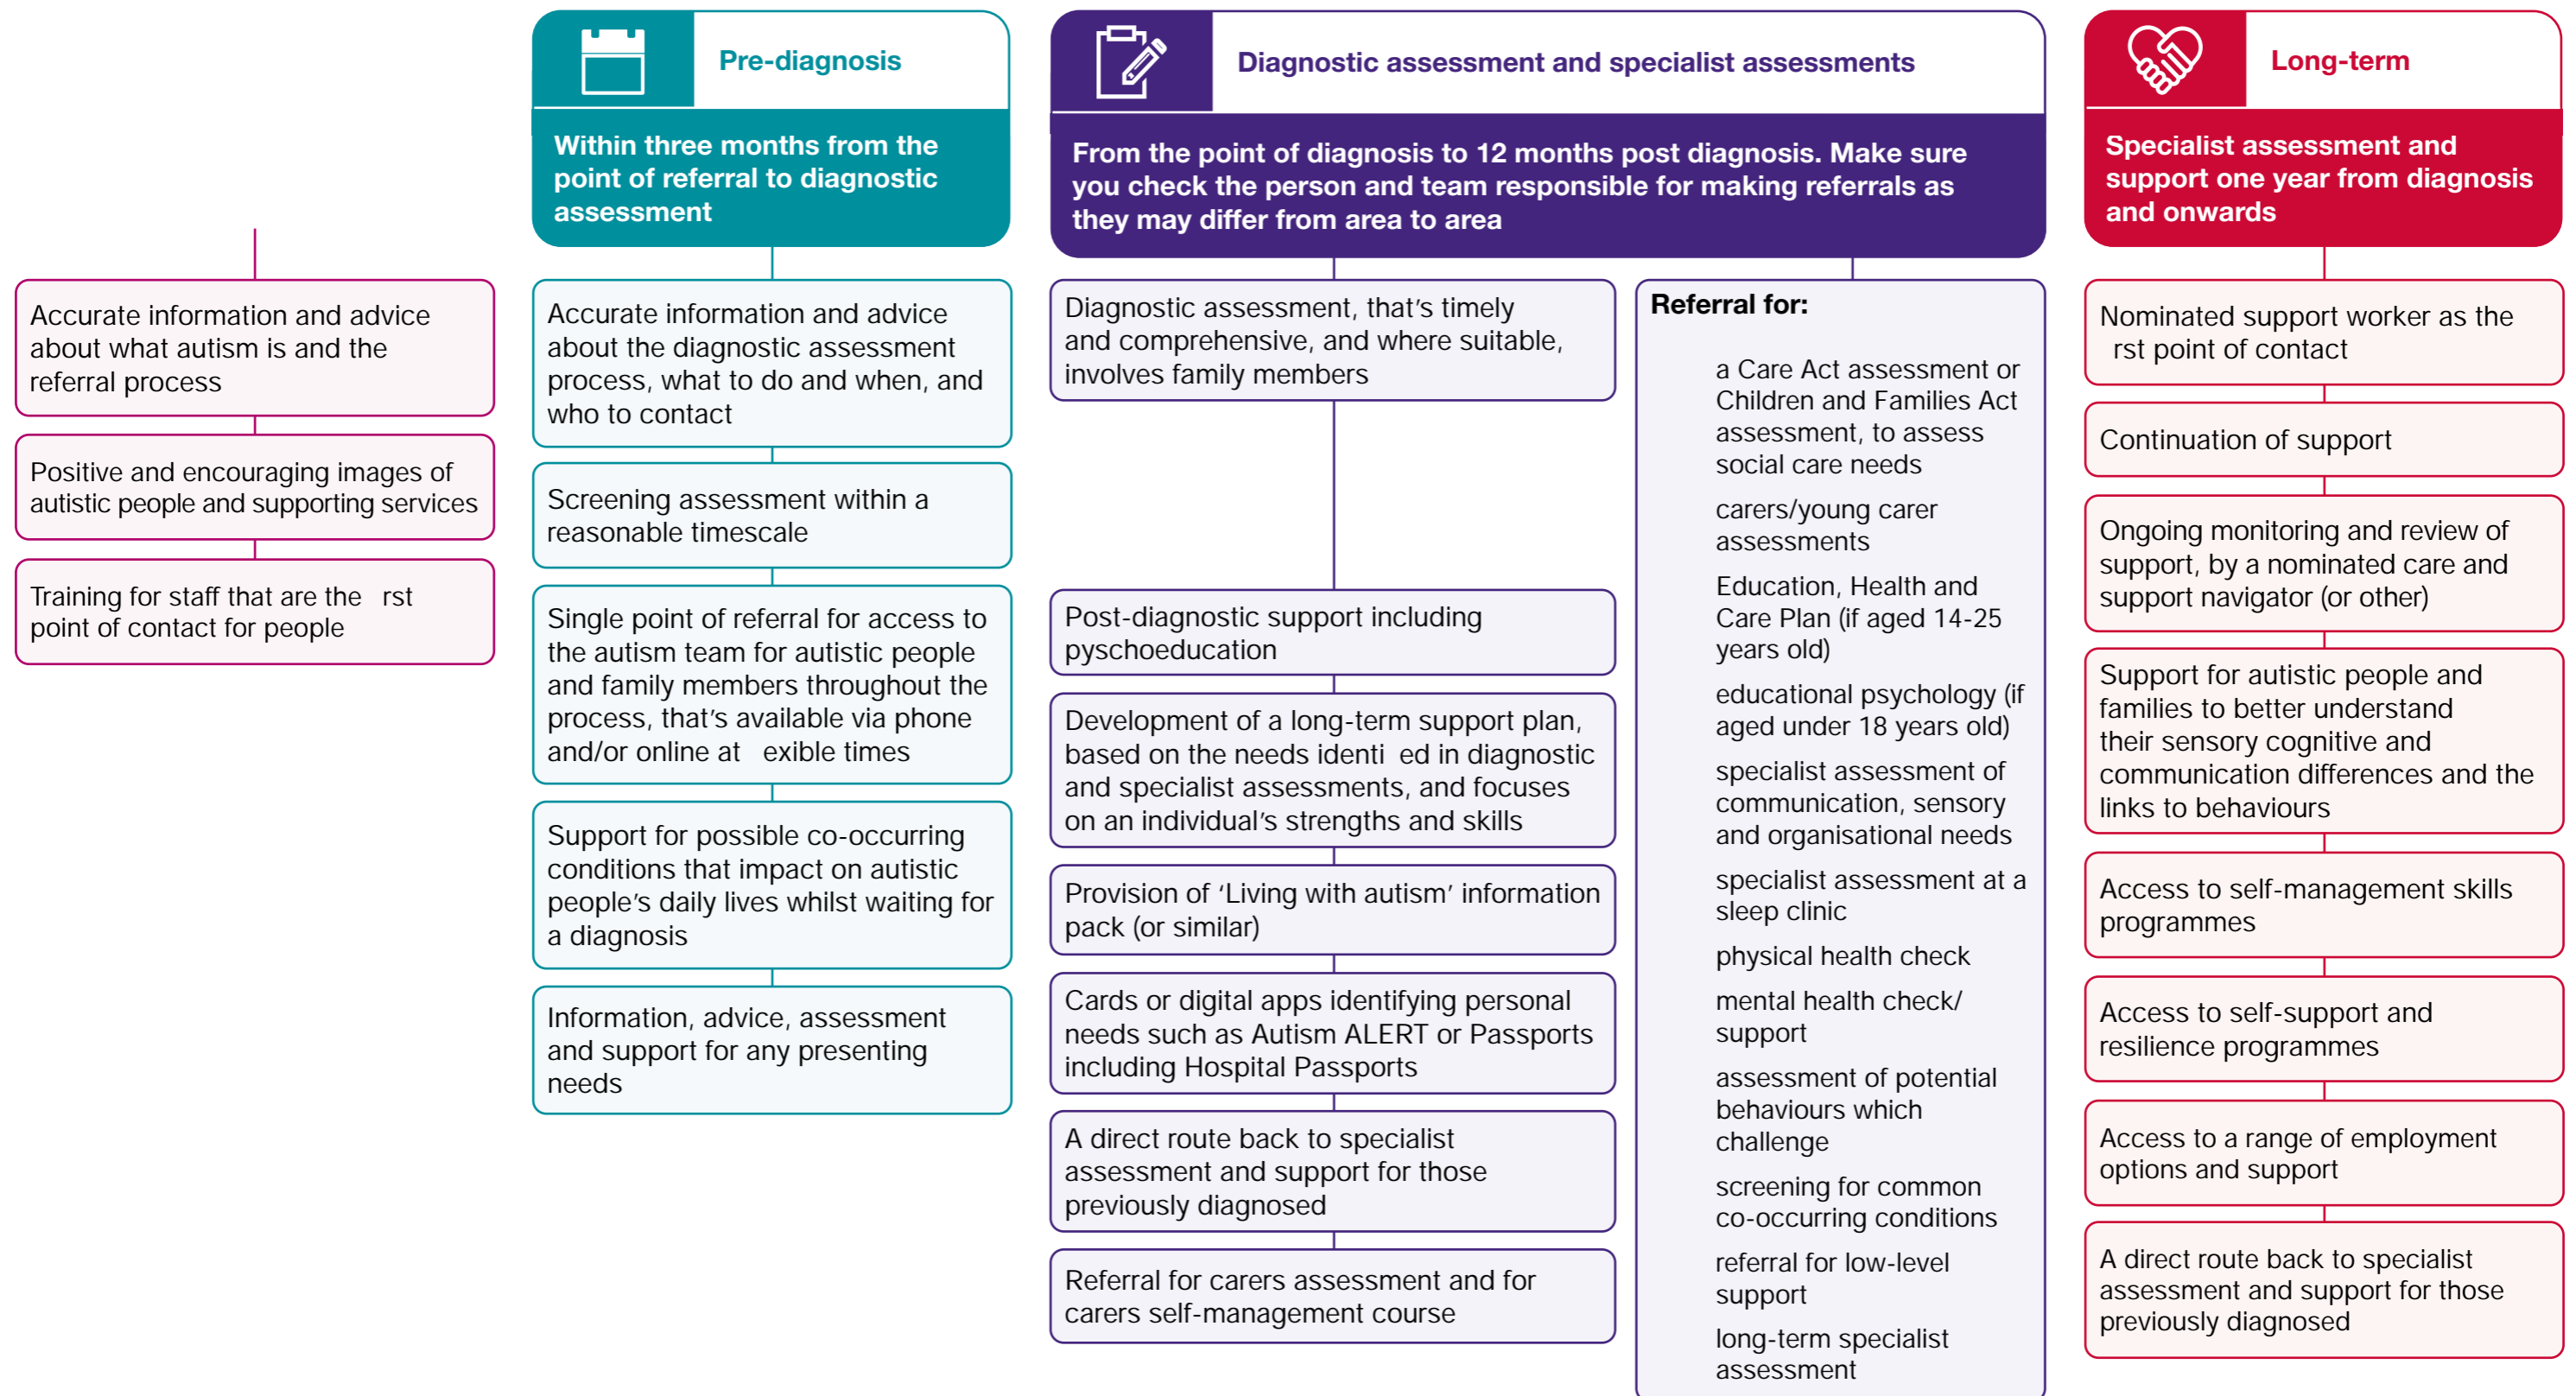 Accurate information and advice
about what autism is and the
referral process
Positive and encouraging images of
autistic people and supporting services
Training for staff that are the rst
point of contact for people
Pre-diagnosis
Within three months from the
point of referral to diagnostic
assessment
Accurate information and advice
about the diagnostic assessment
process, what to do and when, and
who to contact
Screening assessment within a
reasonable timescale
Single point of referral for access to
the autism team for autistic people
and family members throughout the
process, that’s available via phone
and/or online at exible times
Support for possible co-occurring
conditions that impact on autistic
people’s daily lives whilst waiting for
a diagnosis
Information, advice, assessment
and support for any presenting
needs
Diagnostic assessment and specialist assessments
From the point of diagnosis to 12 months post diagnosis. Make sure
you check the person and team responsible for making referrals as
they may differ from area to area
Diagnostic assessment, that’s timely
and comprehensive, and where suitable,
involves family members
Post-diagnostic support including
pyschoeducation
Development of a long-term support plan,
based on the needs identi ed in diagnostic
and specialist assessments, and focuses
on an individual’s strengths and skills
Provision of ‘Living with autism’ information
pack (or similar)
Cards or digital apps identifying personal
needs such as Autism ALERT or Passports
including Hospital Passports
A direct route back to specialist
assessment and support for those
previously diagnosed
Referral for carers assessment and for
carers self-management course
Referral for:
a Care Act assessment or
Children and Families Act
assessment, to assess
social care needs
carers/young carer
assessments
Education, Health and
Care Plan (if aged 14-25
years old)
educational psychology (if
aged under 18 years old)
specialist assessment of
communication, sensory
and organisational needs
specialist assessment at a
sleep clinic
physical health check
mental health check/
support
assessment of potential
behaviours which
challenge
screening for common
co-occurring conditions
referral for low-level
support
long-term specialist
assessment
Long-term
Specialist assessment and
support one year from diagnosis
and onwards
Nominated support worker as the
rst point of contact
Continuation of support
Ongoing monitoring and review of
support, by a nominated care and
support navigator (or other)
Support for autistic people and
families to better understand
their sensory cognitive and
communication differences and the
links to behaviours
Access to self-management skills
programmes
Access to self-support and
resilience programmes
Access to a range of employment
options and support
A direct route back to specialist
assessment and support for those
previously diagnosed